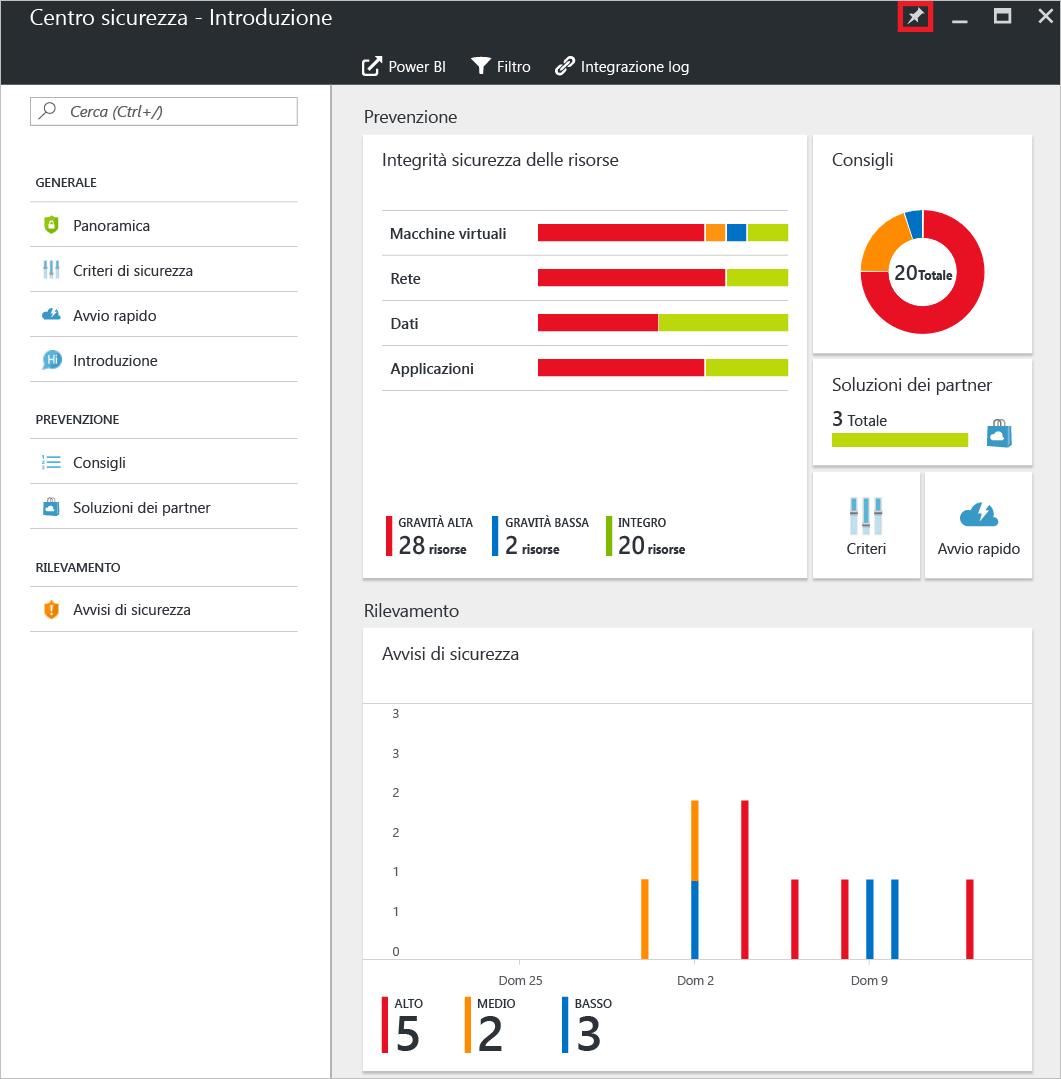 Centro sicurezza - Introduzione
Power BI
Filtro
Integrazione log
Cerca (Ctrl+/)
GENERALE
Panoramica
Criteri di sicurezza
Avvio rapido
Hi
Introduzione
PREVENZIONE
Consigli
Soluzioni dei partner
RILEVAMENTO
Avvisi di sicurezza
Prevenzione
Integrità sicurezza delle risorse
Macchine virtuali
Rete
Dati
Applicazioni
GRAVITÀ ALTA
28 risorse
GRAVITÀ BASSA
2 risorse
INTEGRO
20 risorse
Consigli
20 Totale
Soluzioni dei partner
3 Totale
Criteri
Avvio rapido
Rilevamento
Avvisi di sicurezza
3
3
2
2
1
1
0
Dom 25
Dom 2
Dom 9
ALTO
5
MEDIO
2
BASSO
3